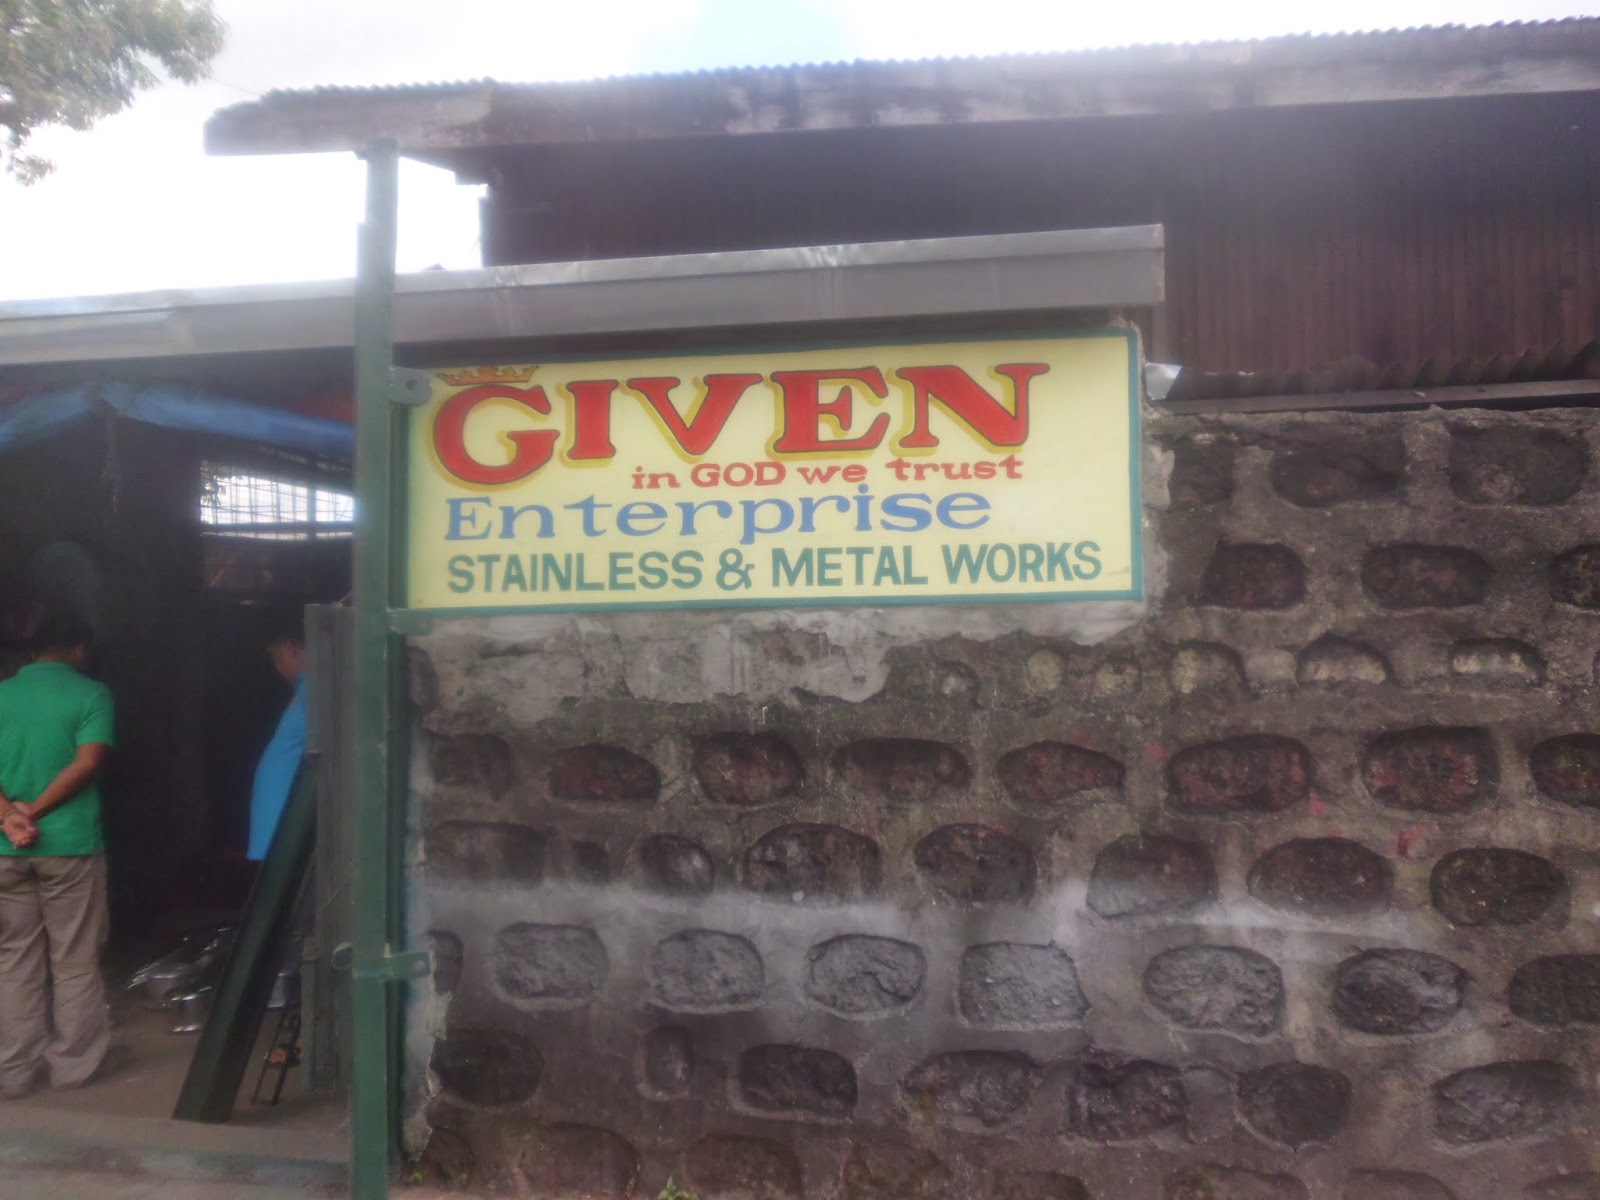 GIVEN
in GOD we trust
Enterprise
STAINLESS & METAL WORKS